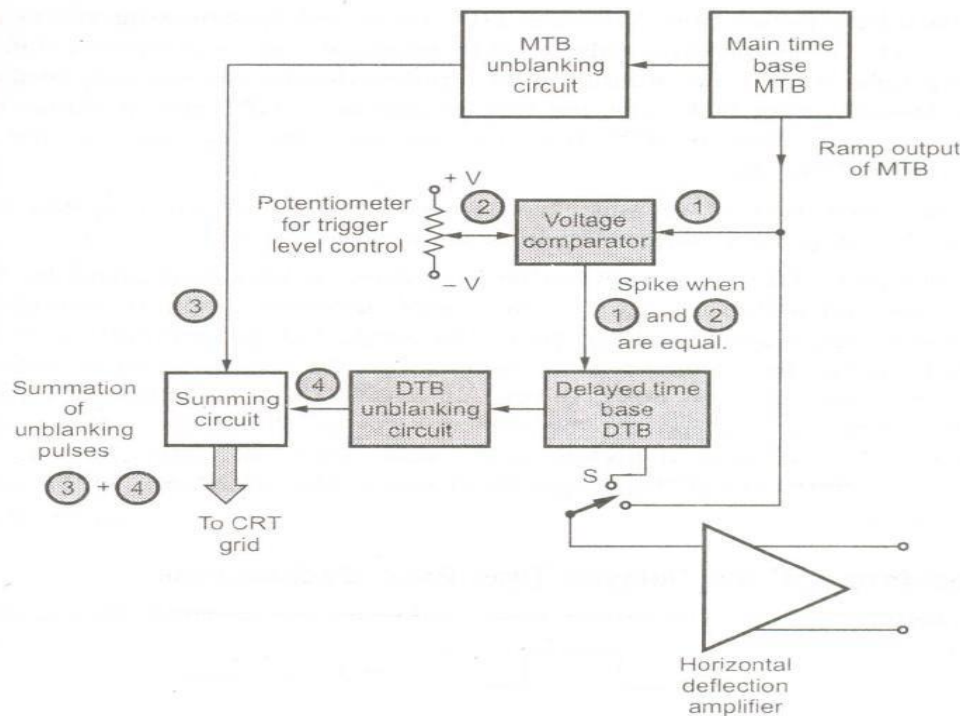 MTB
unblanking
circuit
Main time
base
MTB
Ramp output
of MTB
+ V
Potentiometer
for trigger
level control
– V
2
Voltage
comparator
1
Spike when
1 and 2
are equal.
3
Summation
of
unblanking
pulses
3 + 4
Summing
circuit
4
DTB
unblanking
circuit
Delayed time
base
DTB
S
To CRT
grid
Horizontal
deflection
amplifier